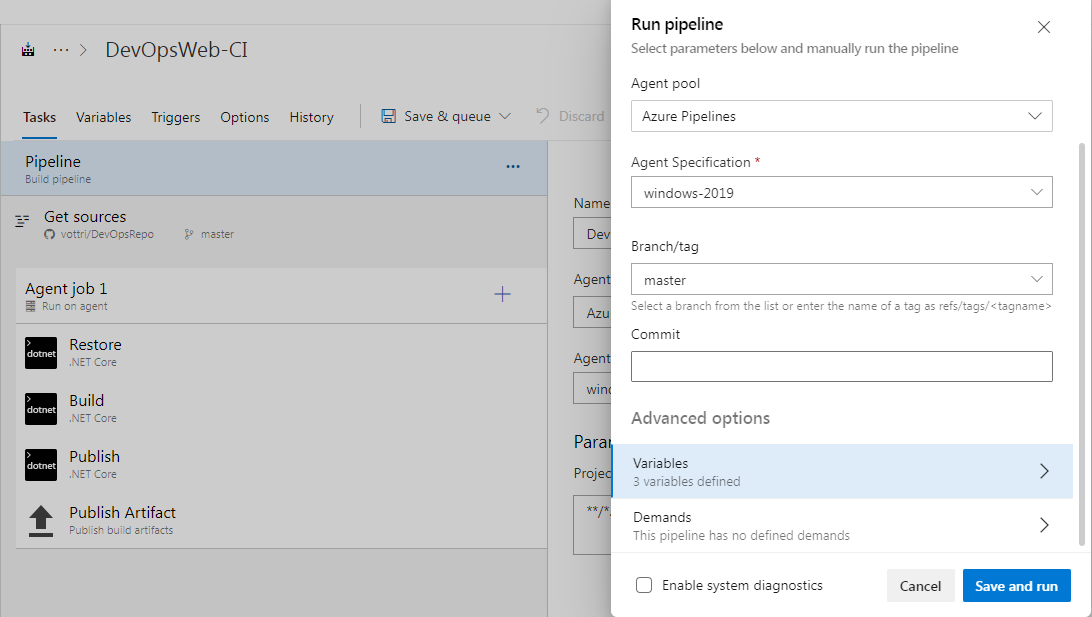 DevOpsWeb-CI
Tasks
Variables
Triggers
Options
History
Save & queue
Discard
Pipeline
Build pipeline
Get sources
vottri/DevOpsRepo
master
Agent job 1
Run on agent
dotnet
Restore
.NET Core
dotnet
Build
.NET Core
dotnet
Publish
.NET Core
Publish Artifact
Publish build artifacts
Name
Dev
Agent
Azu
Agent
wind
Para
Projec
**/*
Run pipeline
Select parameters below and manually run the pipeline
Agent pool
Azure Pipelines
Agent Specification *
windows-2019
Branch/tag
master
Select a branch from the list or enter the name of a tag as refs/tags/<tagname>
Commit
Advanced options
Variables
3 variables defined
Demands
This pipeline has no defined demands
Enable system diagnostics
Cancel
Save and run